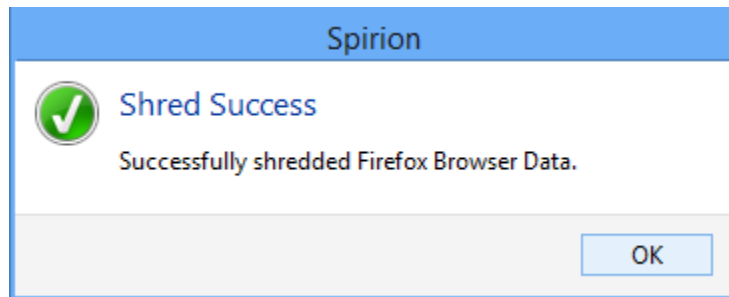 Spirion
Shred Success
Successfully shredded Firefox Browser Data.
OK